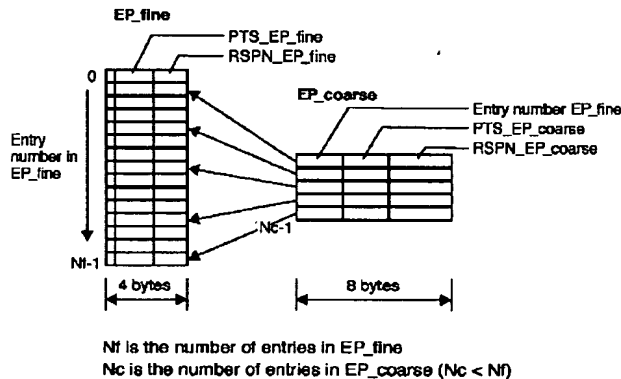 EP_fine
PTS_EP_fine
RSPN_EP_fine
0
EP_coarse
Entry number EP_fine
PTS_EP_coarse
RSPN_EP_coarse
Entry
number in
EP_fine
Nc-1
Nf-1
4 bytes
8 bytes
Nf is the number of entries in EP_fine
Nc is the number of entries in EP_coarse (Nc < Nf)